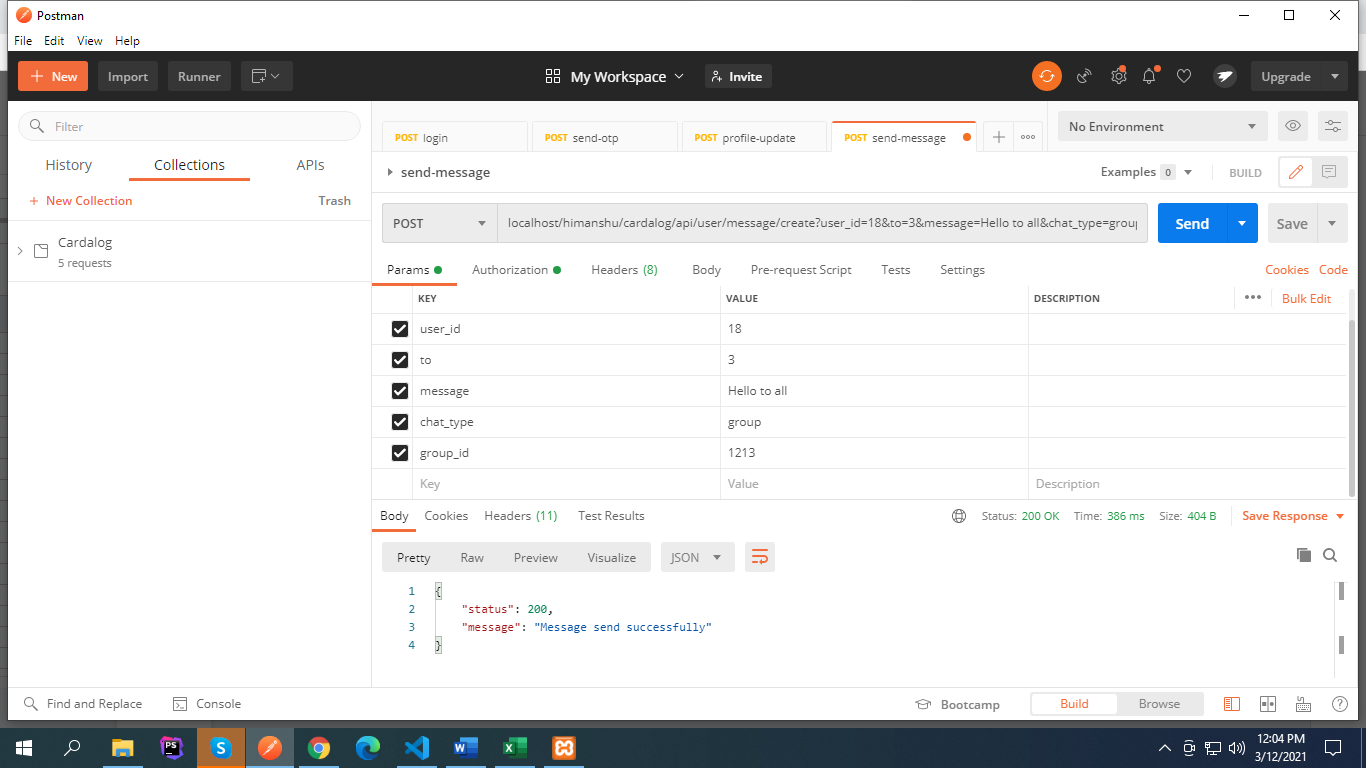 Postman
File Edit View Help
New Import Runner My Workspace Invite Upgrade
Filter
History Collections APIs
+ New Collection Trash
Cardalog
5 requests
POST login POST send-otp POST profile-update POST send-message
No Environment
send-message Examples 0 BUILD
POST localhost/himanshu/cardalog/api/user/message/create?user_id=18&to=3&message=Hello to all&chat_type=group Send Save
Params Authorization Headers (8) Body Pre-request Script Tests Settings Cookies Code
KEY VALUE DESCRIPTION Bulk Edit
user_id 18
to 3
message Hello to all
chat_type group
group_id 1213
Key Value Description
Body Cookies Headers (11) Test Results Status: 200 OK Time: 386 ms Size: 404 B Save Response
Pretty Raw Preview Visualize JSON
1 {
2 "status": 200,
3 "message": "Message send successfully"
4 }
Find and Replace Console Bootcamp Build Browse
PS S W X
12:04 PM
3/12/2021